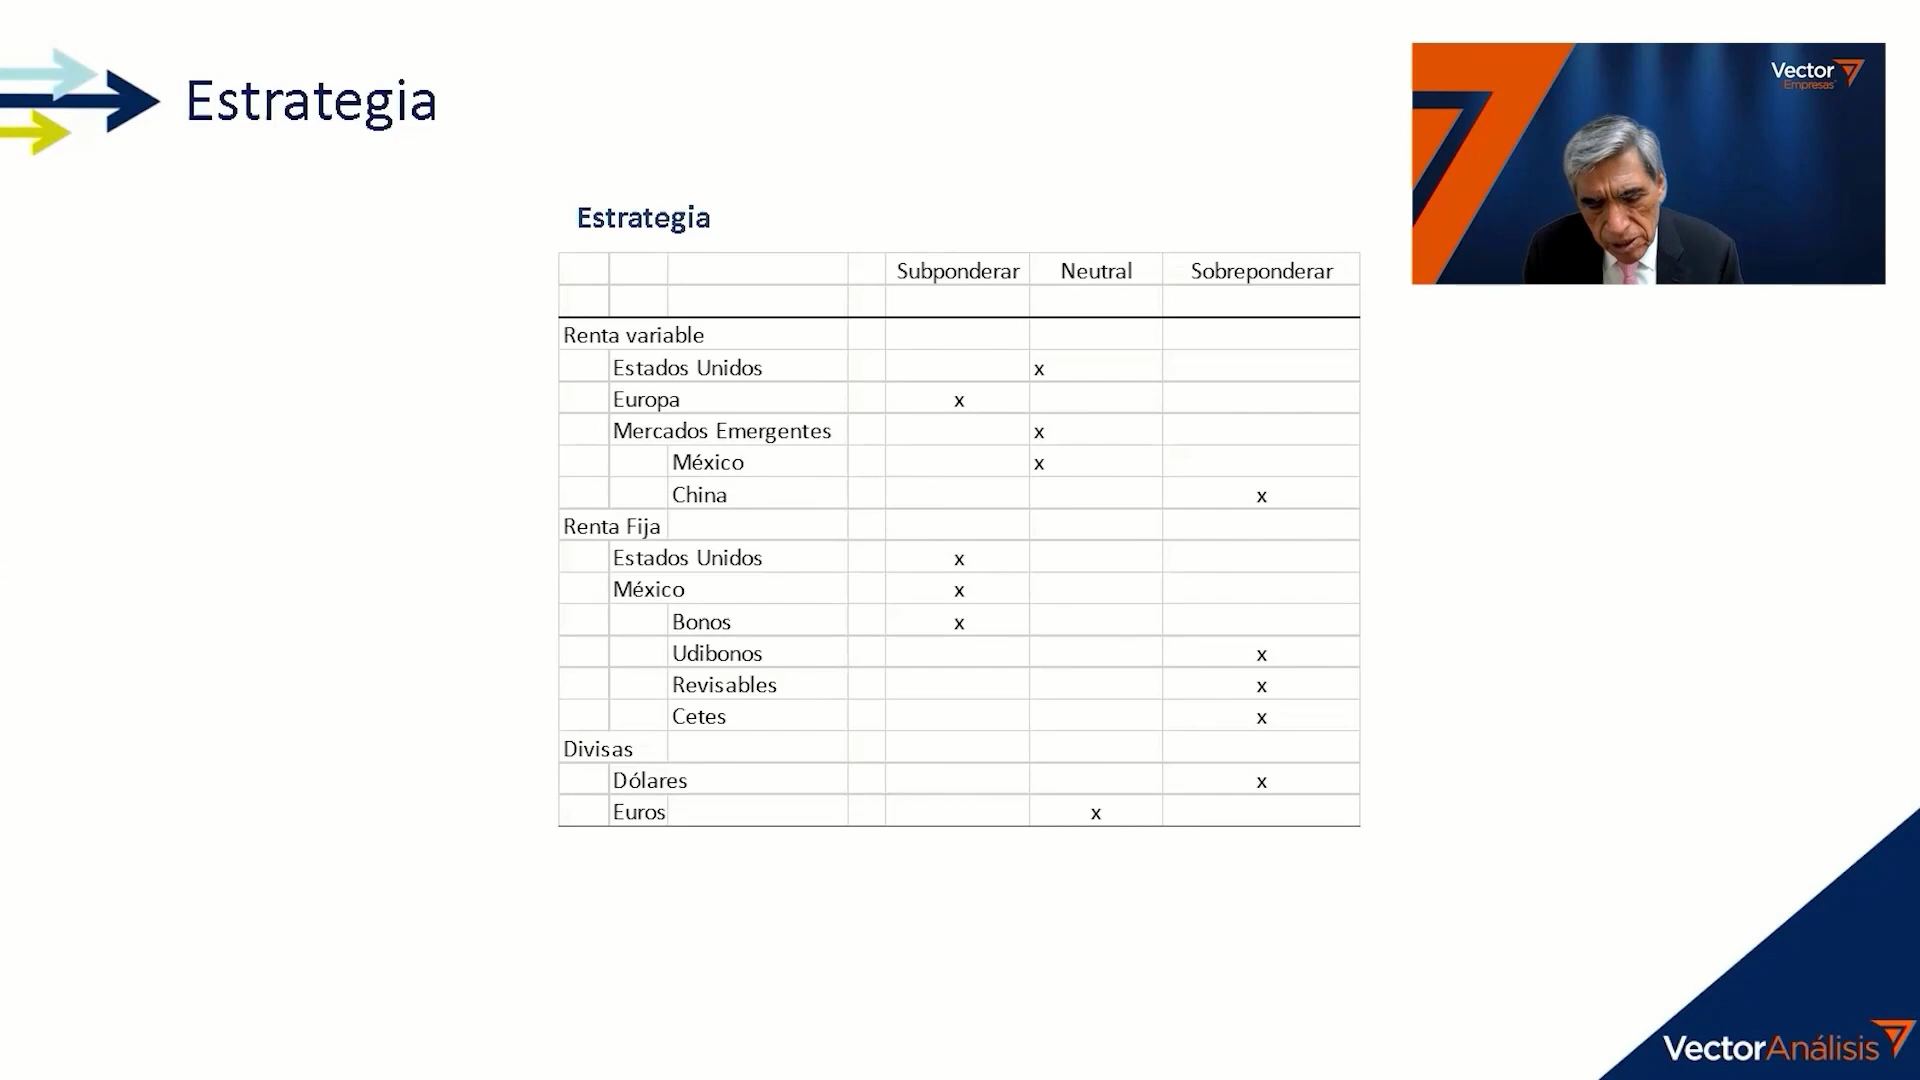 Estrategia
Vector
Empresas
Estrategia
Subponderar Neutral Sobreponderar
Renta variable
Estados Unidos x
Europa x
Mercados Emergentes x
México x
China x
Renta Fija
Estados Unidos x
México x
Bonos x
Udibonos x
Revisables x
Cetes x
Divisas
Dólares x
Euros x
VectorAnálisis